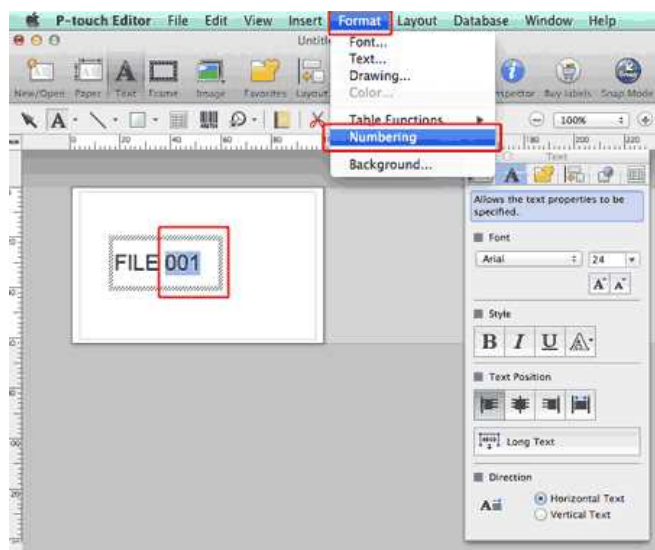 P-touch Editor File Edit View Insert Format Layout Database Window Help
Font...
Text...
Drawing...
Color...
Table Functions
Numbering
Background...
New/Open Paper Text Frame Image Favorites Layout
Buy labels Snap Mode
A
100%
Text
Allows the text properties to be
specified.
Font
Arial 24
A A
Style
B I U A
Text Position
Long Text
Direction
A
Horizontal Text
Vertical Text
FILE 001